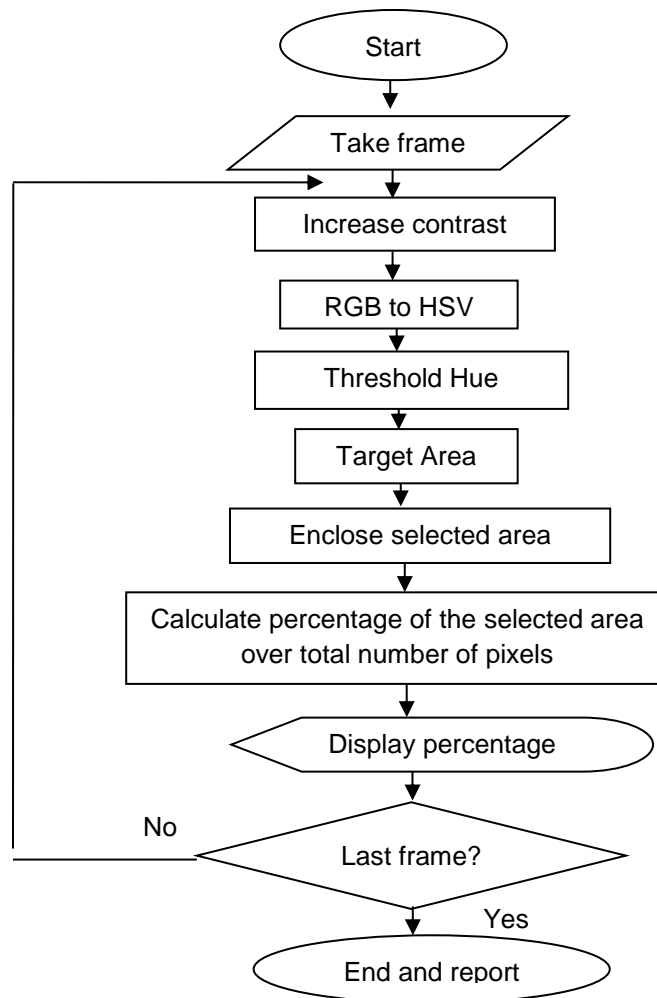 Start
Take frame
Increase contrast
RGB to HSV
Threshold Hue
Target Area
Enclose selected area
Calculate percentage of the selected area
over total number of pixels
Display percentage
No
Last frame?
Yes
End and report